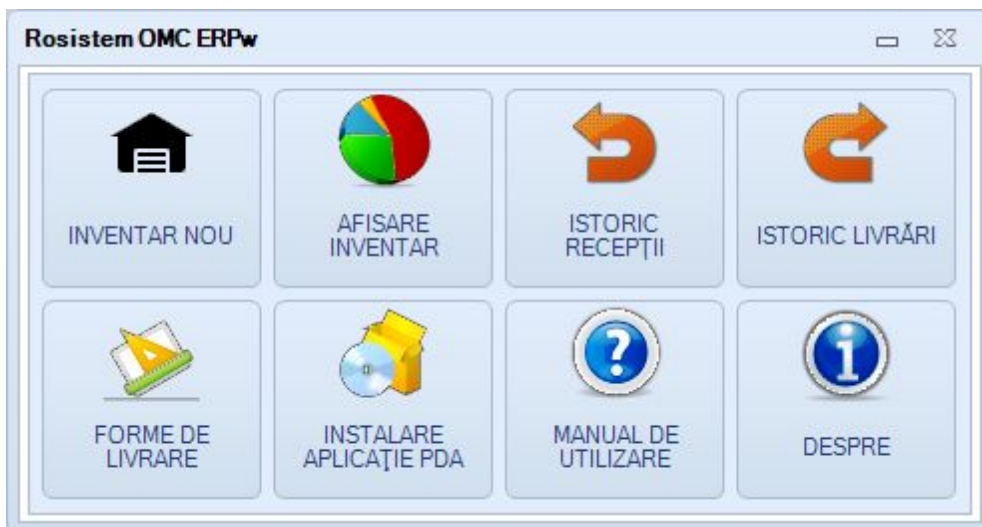 Rosistem OMC ERPw
INVENTAR NOU
AFISARE
INVENTAR
ISTORIC
RECEPŢII
ISTORIC LIVRĂRI
FORME DE
LIVRARE
INSTALARE
APLICAŢIE PDA
MANUAL DE
UTILIZARE
DESPRE